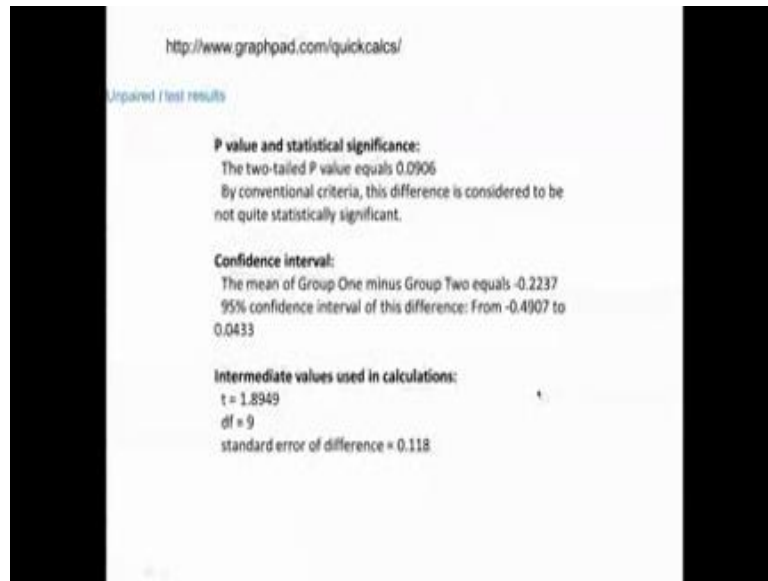 http://www.graphpad.com/quickcalcs/
Unpaired t test results
P value and statistical significance:
The two-tailed P value equals 0.0906
By conventional criteria, this difference is considered to be
not quite statistically significant.
Confidence interval:
The mean of Group One minus Group Two equals -0.2237
95% confidence interval of this difference: From -0.4907 to
0.0433
Intermediate values used in calculations:
t = 1.8949
df = 9
standard error of difference = 0.118